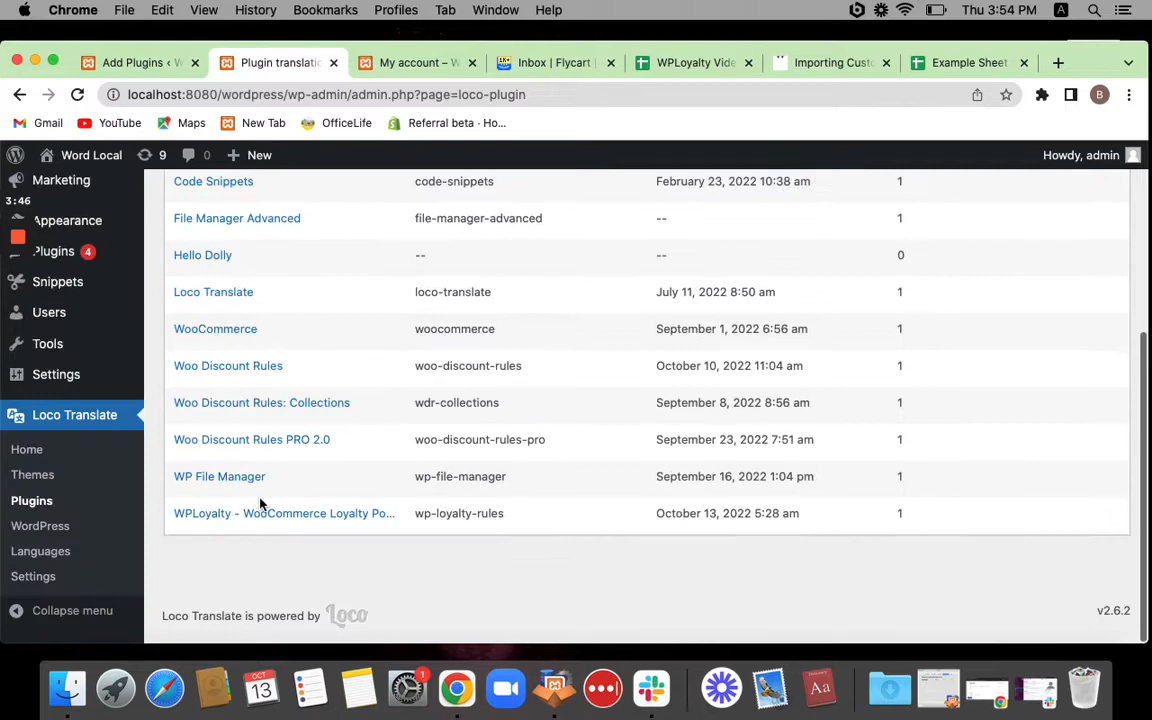 Chrome File Edit View History Bookmarks Profiles Tab Window Help Thu 3:54 PM A
Add Plugins ‹ W Plugin translatio My account – W Inbox | Flycart WPLoyalty Vide Importing Custo Example Sheet
localhost:8080/wordpress/wp-admin/admin.php?page=loco-plugin B
Gmail YouTube Maps New Tab OfficeLife Referral beta - Ho...
Word Local 9 0 New Howdy, admin
Marketing
3:46
Appearance
Plugins 4
Snippets
Users
Tools
Settings
Loco Translate
Home
Themes
Plugins
WordPress
Languages
Settings
Collapse menu
Code Snippets code-snippets February 23, 2022 10:38 am 1
File Manager Advanced file-manager-advanced -- 1
Hello Dolly -- -- 0
Loco Translate loco-translate July 11, 2022 8:50 am 1
WooCommerce woocommerce September 1, 2022 6:56 am 1
Woo Discount Rules woo-discount-rules October 10, 2022 11:04 am 1
Woo Discount Rules: Collections wdr-collections September 8, 2022 8:56 am 1
Woo Discount Rules PRO 2.0 woo-discount-rules-pro September 23, 2022 7:51 am 1
WP File Manager wp-file-manager September 16, 2022 1:04 pm 1
WPLoyalty - WooCommerce Loyalty Po... wp-loyalty-rules October 13, 2022 5:28 am 1
Loco Translate is powered by Loco v2.6.2
OCT
13
1
Aa